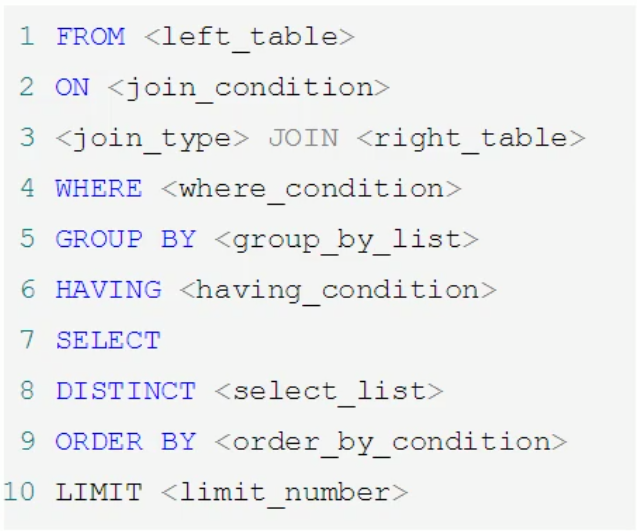 1 FROM <left_table>
2 ON <join_condition>
3 <join_type> JOIN <right_table>
4 WHERE <where_condition>
5 GROUP BY <group_by_list>
6 HAVING <having_condition>
7 SELECT
8 DISTINCT <select_list>
9 ORDER BY <order_by_condition>
10 LIMIT <limit_number>